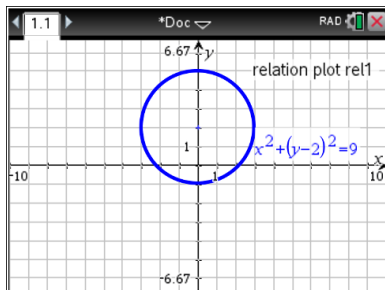 1.1 *Doc RAD
6.67 y
relation plot rel1
x²+(y-2)²=9
1
x
-10 1 10
-6.67